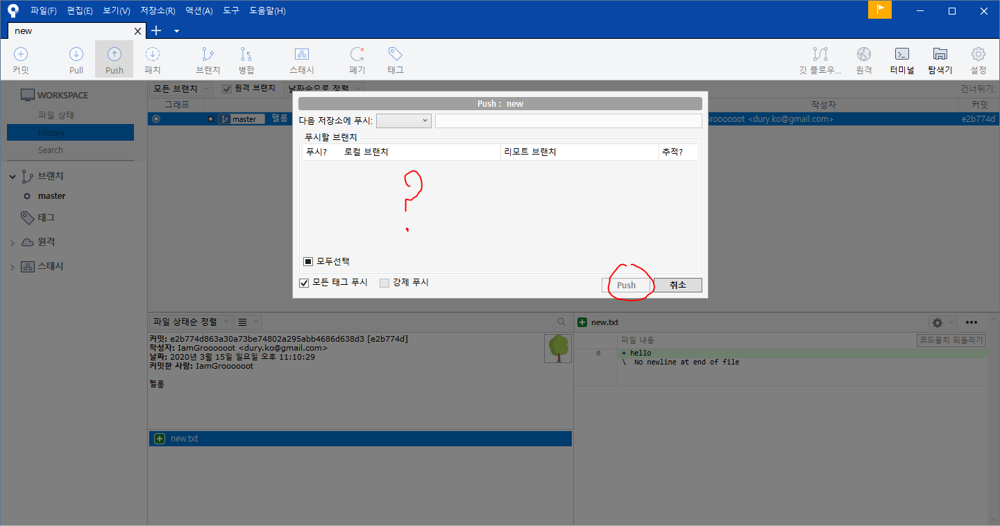 파일(F) 편집(E) 보기(V) 저장소(R) 액션(A) 도구 도움말(H)
new
커밋 Pull Push 패치 브랜치 병합 스태시 폐기 태그 깃 플로우... 원격 터미널 탐색기 설정
WORKSPACE
파일 상태
History
Search
브랜치
master
태그
원격
스태시
모든 브랜치 원격 브랜치 날짜순으로 정렬 건너뛰기:
그래프 작성자 커밋
master 헬롱 Groooooot <dury.ko@gmail.com> e2b774d
Push : new
다음 저장소에 푸시:
푸시할 브랜치
푸시? 로컬 브랜치 리모트 브랜치 추적?
?
모두선택
모든 태그 푸시 강제 푸시 Push 취소
파일 상태순 정렬
커밋: e2b774d863a30a73be74802a295abb4686d638d3 [e2b774d]
작성자: IamGroooooot <dury.ko@gmail.com>
날짜: 2020년 3월 15일 일요일 오후 11:10:29
커밋한 사람: IamGroooooot
헬롱
new.txt
new.txt
파일 내용 코드뭉치 되돌리기
0 + hello
\ No newline at end of file